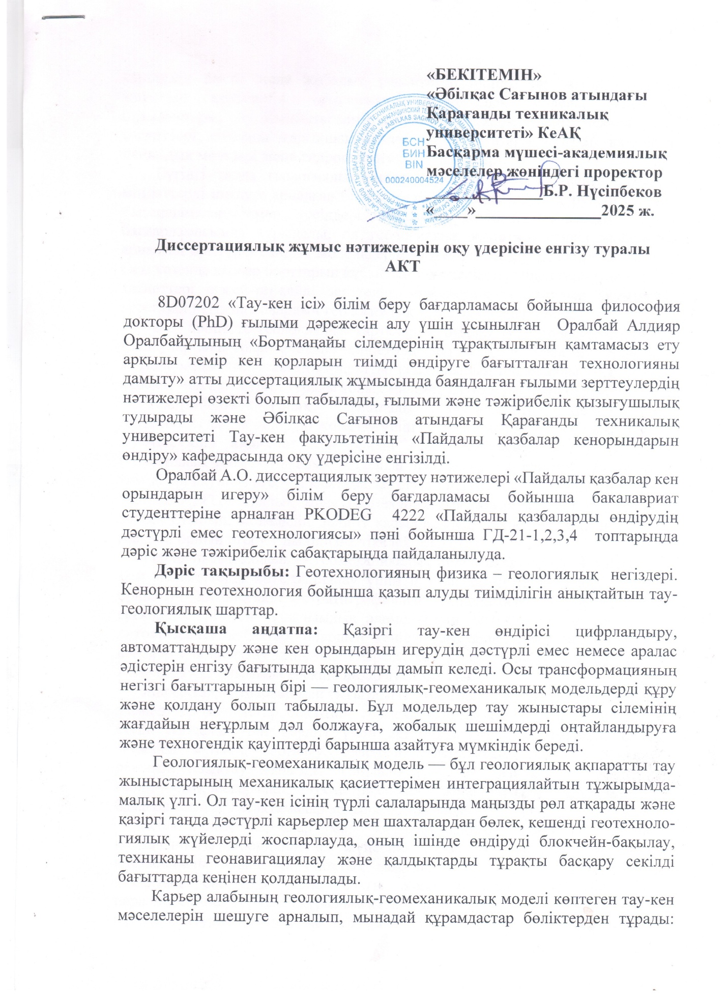 «БЕКІТЕМІН»
«Әбілқас Сағынов атындағы
Қарағанды техникалық
университеті» КеАҚ
Басқарма мүшесі-академиялық
мәселелер жөніндегі проректор
______________Б.Р. Нүсіпбеков
«____»_______________2025 ж.
БСН
БИН
BIN
000240004524
Диссертациялық жұмыс нәтижелерін оқу үдерісіне енгізу туралы
АКТ
8D07202 «Тау-кен ісі» білім беру бағдарламасы бойынша философия
докторы (PhD) ғылыми дәрежесін алу үшін ұсынылған Оралбай Алдияр
Оралбайұлының «Бортмаңайы сілемдерінің тұрақтылығын қамтамасыз ету
арқылы темір кен қорларын тиімді өндіруге бағытталған технологияны
дамыту» атты диссертациялық жұмысында баяндалған ғылыми зерттеулердің
нәтижелері өзекті болып табылады, ғылыми және тәжірибелік қызығушылық
тудырады және Әбілқас Сағынов атындағы Қарағанды техникалық
университеті Тау-кен факультетінің «Пайдалы қазбалар кенорындарын
өндіру» кафедрасында оқу үдерісіне енгізілді.
Оралбай А.О. диссертациялық зерттеу нәтижелері «Пайдалы қазбалар кен
орындарын игеру» білім беру бағдарламасы бойынша бакалавриат
студенттеріне арналған PKODEG 4222 «Пайдалы қазбаларды өндірудің
дәстүрлі емес геотехнологиясы» пәні бойынша ГД-21-1,2,3,4 топтарында
дәріс және тәжірибелік сабақтарында пайдаланылуда.
Дәріс тақырыбы: Геотехнологияның физика – геологиялық негіздері.
Кенорнын геотехнология бойынша қазып алуды тиімділігін анықтайтын тау-
геологиялық шарттар.
Қысқаша аңдатпа: Қазіргі тау-кен өндірісі цифрландыру,
автоматтандыру және кен орындарын игерудің дәстүрлі емес немесе аралас
әдістерін енгізу бағытында қарқынды дамып келеді. Осы трансформацияның
негізгі бағыттарының бірі — геологиялық-геомеханикалық модельдерді құру
және қолдану болып табылады. Бұл модельдер тау жыныстары сілемінің
жағдайын неғұрлым дәл болжауға, жобалық шешімдерді оңтайландыруға
және техногендік қауіптерді барынша азайтуға мүмкіндік береді.
Геологиялық-геомеханикалық модель — бұл геологиялық ақпаратты тау
жыныстарының механикалық қасиеттерімен интеграциялайтын тұжырымда-
малық үлгі. Ол тау-кен ісінің түрлі салаларында маңызды рөл атқарады және
қазіргі таңда дәстүрлі карьерлер мен шахталардан бөлек, кешенді геотехноло-
гиялық жүйелерді жоспарлауда, оның ішінде өндіруді блокчейн-бақылау,
техниканы геонавигациялау және қалдықтарды тұрақты басқару секілді
бағыттарда кеңінен қолданылады.
Карьер алабының геологиялық-геомеханикалық моделі көптеген тау-кен
мәселелерін шешуге арналып, мынадай құрамдастар бөліктерден тұрады: